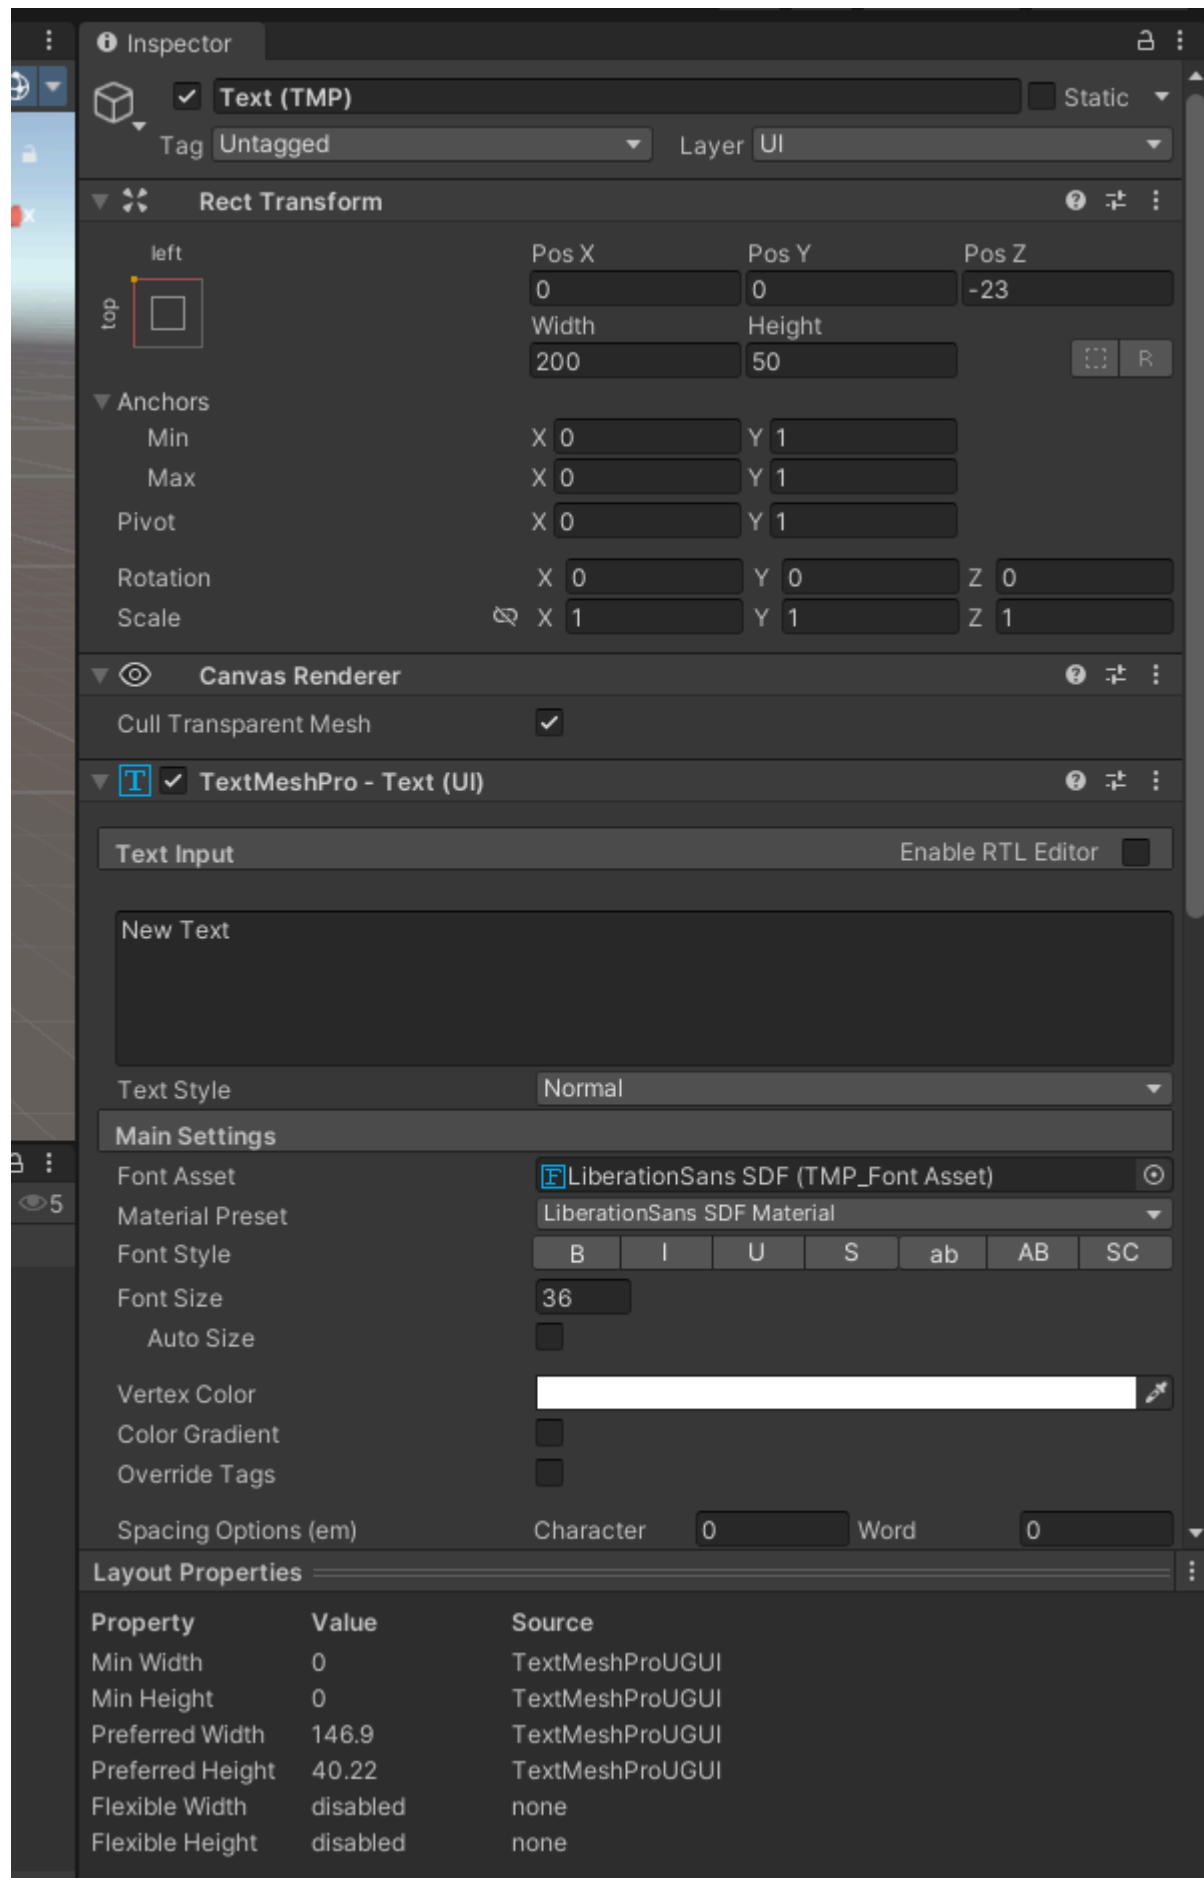 Inspector
Text (TMP) Static
Tag Untagged Layer UI
Rect Transform
left
top
Pos X Pos Y Pos Z
0 0 -23
Width Height
200 50 R
Anchors
Min X 0 Y 1
Max X 0 Y 1
Pivot X 0 Y 1
Rotation X 0 Y 0 Z 0
Scale X 1 Y 1 Z 1
Canvas Renderer
Cull Transparent Mesh
T TextMeshPro - Text (UI)
Text Input Enable RTL Editor
New Text
Text Style Normal
Main Settings
Font Asset F LiberationSans SDF (TMP_Font Asset)
5
Material Preset LiberationSans SDF Material
Font Style B I U S ab AB SC
Font Size 36
Auto Size
Vertex Color
Color Gradient
Override Tags
Spacing Options (em) Character 0 Word 0
Layout Properties
Property Value Source
Min Width 0 TextMeshProUGUI
Min Height 0 TextMeshProUGUI
Preferred Width 146.9 TextMeshProUGUI
Preferred Height 40.22 TextMeshProUGUI
Flexible Width disabled none
Flexible Height disabled none
x